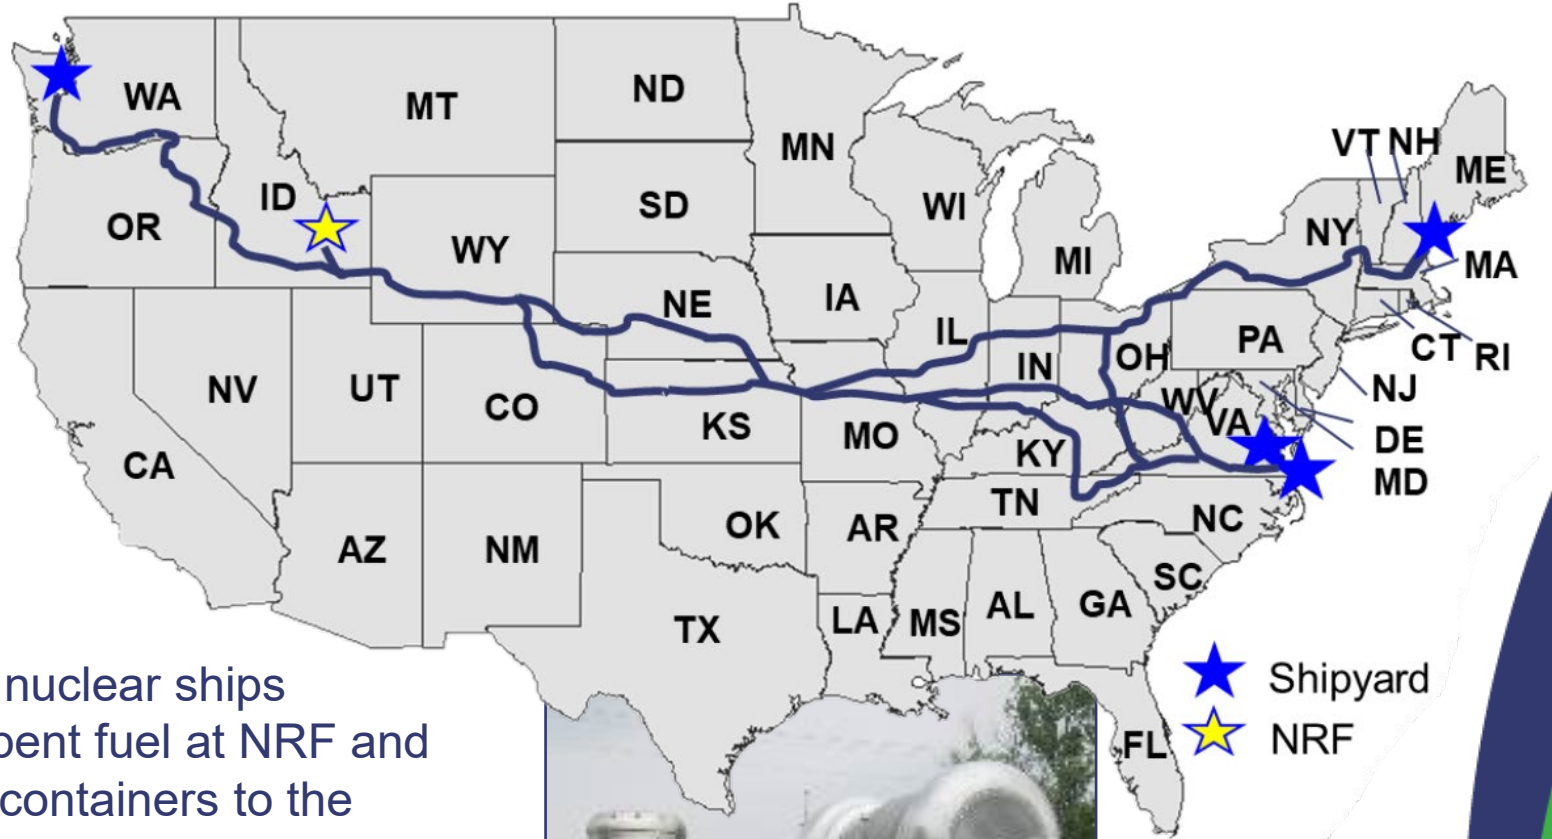 WA
MT
ND
MN
VT NH
ME
ID
OR
SD
WI
NY
WY
MI
MA
NE
IA
IL
IN
OH
PA
CT RI
NV
UT
CO
KS
MO
WV
VA
NJ
DE
MD
KY
CA
TN
NC
OK
AR
AZ
NM
SC
TX
LA
MS
AL
GA
FL
Shipyard
NRF
nuclear ships
pent fuel at NRF and
containers to the